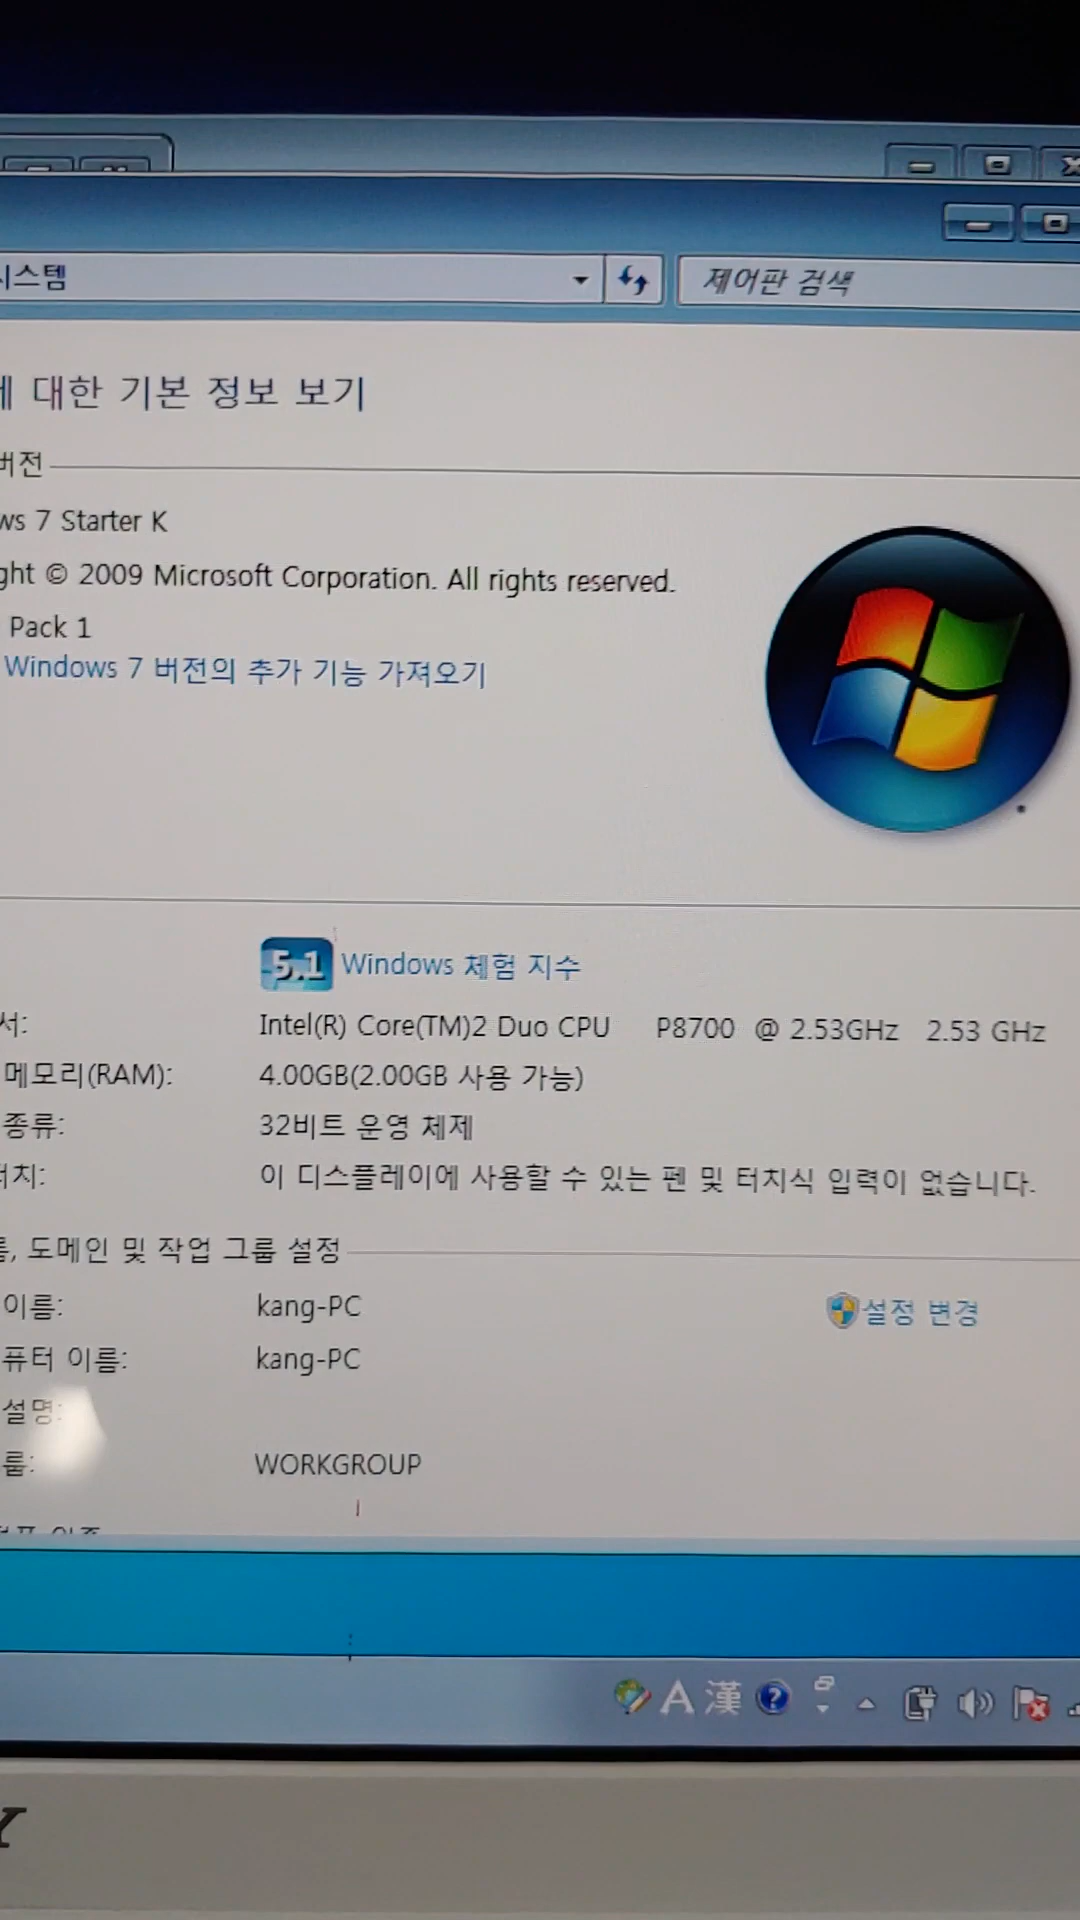 시스템
제어판 검색
에 대한 기본 정보 보기
버전
ws 7 Starter K
ght © 2009 Microsoft Corporation. All rights reserved.
Pack 1
Windows 7 버전의 추가 기능 가져오기
5.1 Windows 체험 지수
서: Intel(R) Core(TM)2 Duo CPU P8700 @ 2.53GHz 2.53 GHz
메모리(RAM): 4.00GB(2.00GB 사용 가능)
종류: 32비트 운영 체제
터치: 이 디스플레이에 사용할 수 있는 펜 및 터치식 입력이 없습니다.
름, 도메인 및 작업 그룹 설정
이름: kang-PC
설정 변경
퓨터 이름: kang-PC
설명:
룹: WORKGROUP
A 漢 ?
Y